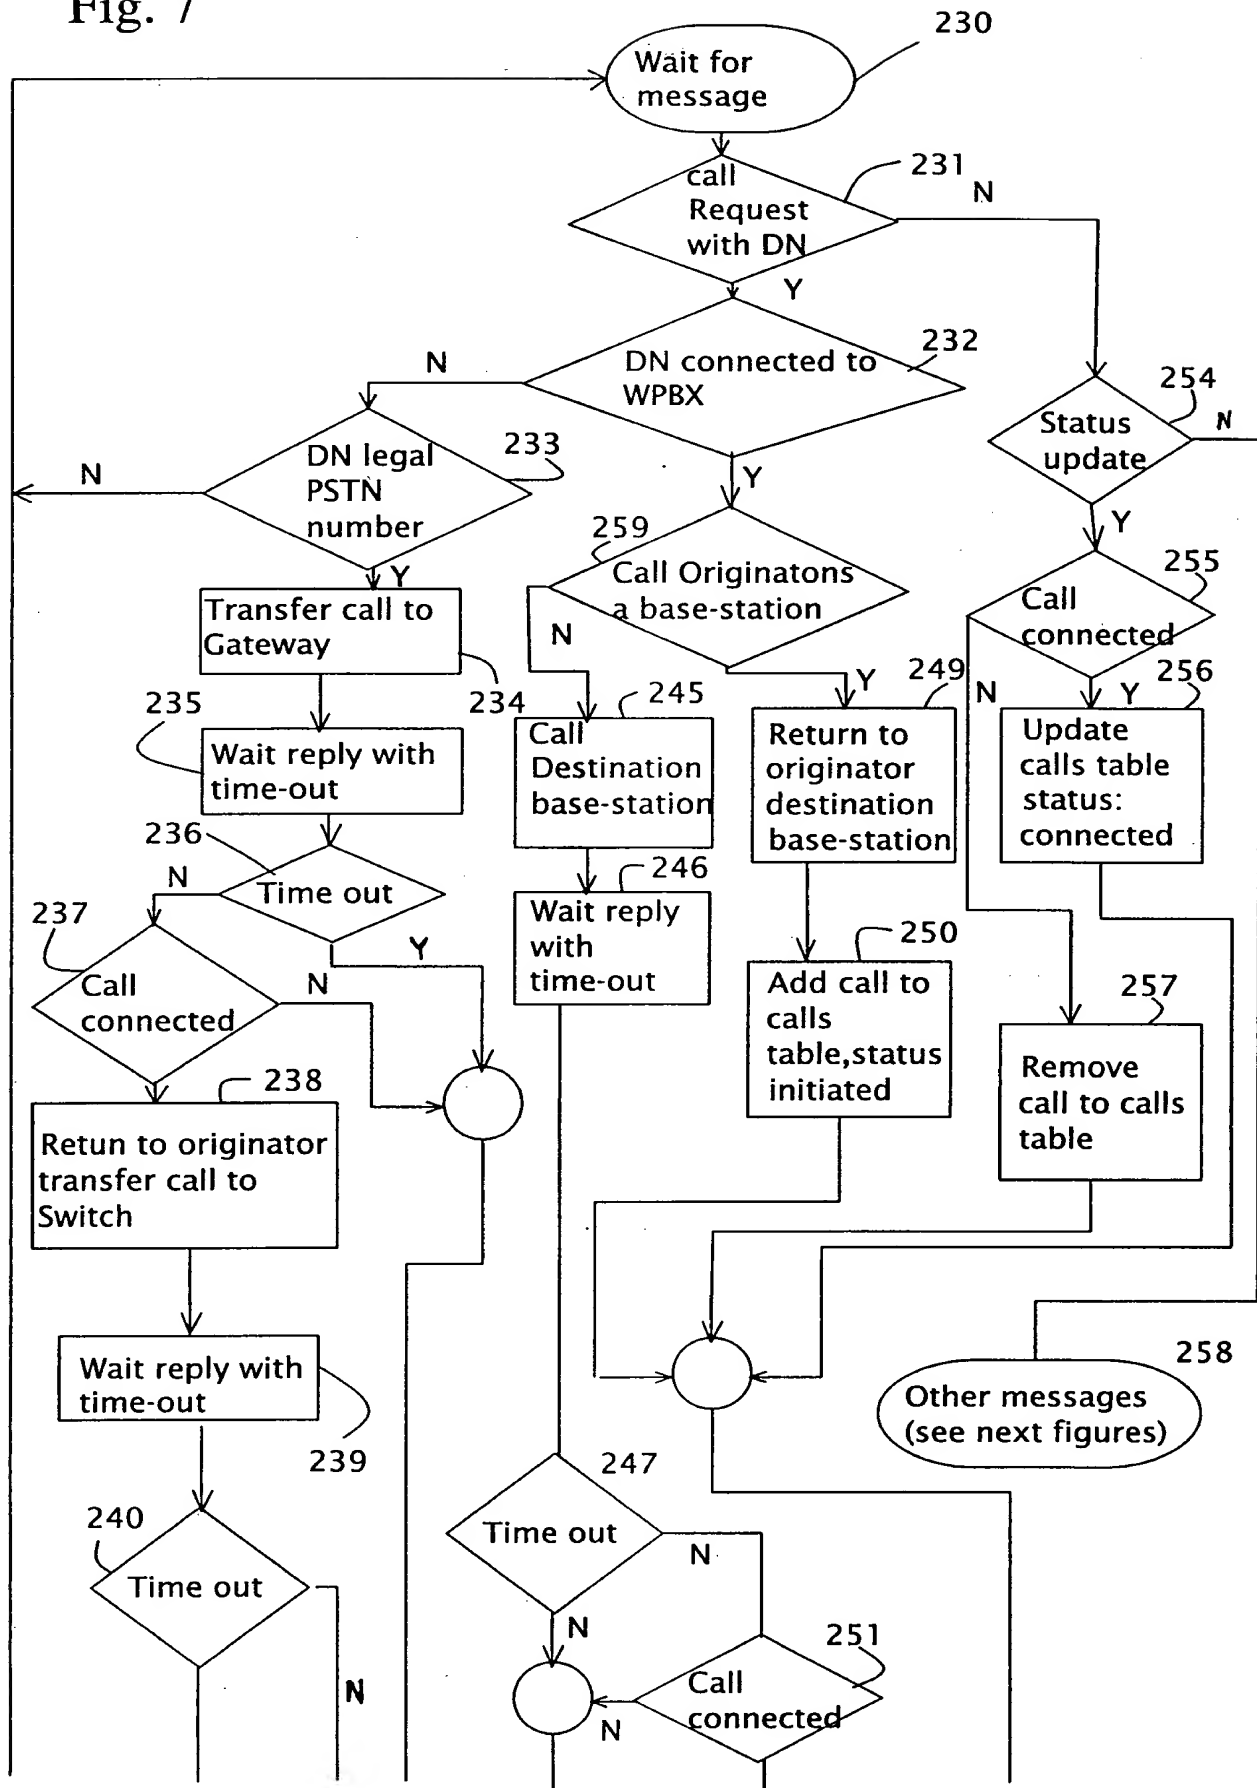 Fig. 7
230
Wait for
message
231
call
Request
with DN
N
Y
232
DN connected to
WPBX
N
254
Status
update
N
233
DN legal
PSTN
number
N
Y
Y
259
Call Originatons
a base-station
Y
255
Call
connected
Y
Transfer call to
Gateway
234
N
Y
249
N
Y
256
235
Wait reply with
time-out
245
Call
Destination
base-station
Return to
originator
destination
base-station
Update
calls table
status:
connected
236
Time out
N
Y
246
Wait reply
with
time-out
237
Call
connected
N
250
Add call to
calls
table,status
initiated
257
Remove
call to calls
table
238
Retun to originator
transfer call to
Switch
Wait reply with
time-out
239
258
Other messages
(see next figures)
247
Time out
N
N
240
Time out
N
251
Call
connected
N